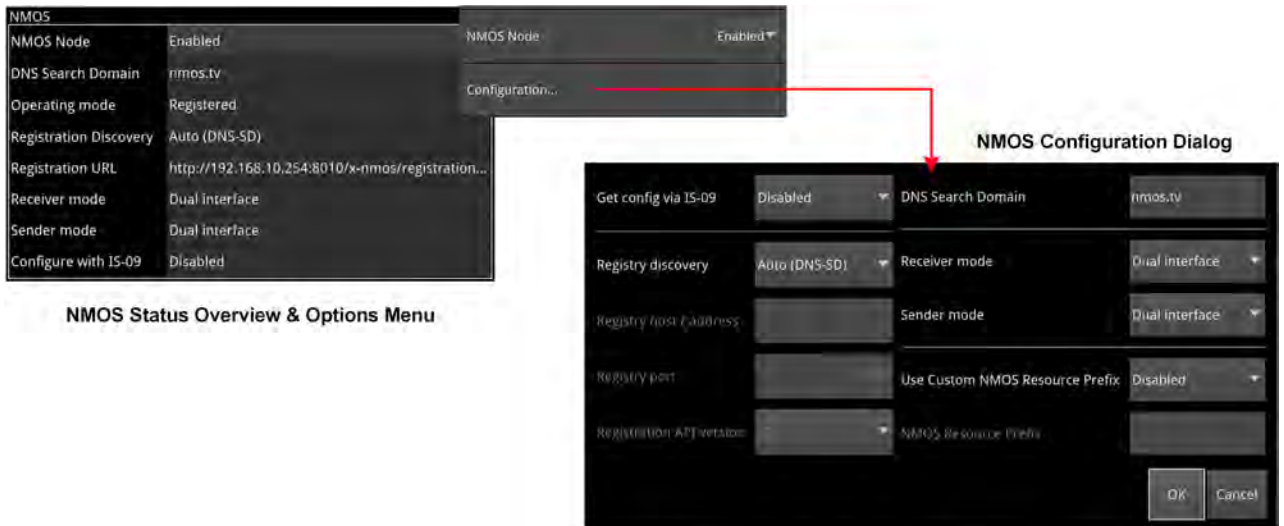 NMOS
NMOS Node Enabled
DNS Search Domain nmos.tv
Operating mode Registered
Registration Discovery Auto (DNS-SD)
Registration URL http://192.168.10.254:8010/x-nmos/registration...
Receiver mode Dual interface
Sender mode Dual interface
Configure with IS-09 Disabled
NMOS Status Overview & Options Menu
NMOS Node Enabled
Configuration...
NMOS Configuration Dialog
Get config via IS-09 Disabled
DNS Search Domain nmos.tv
Registry discovery Auto (DNS-SD)
Receiver mode Dual interface
Registry host / address
Sender mode Dual interface
Registry port
Use Custom NMOS Resource Prefix Disabled
Registration API version
NMOS Resource Prefix
OK Cancel